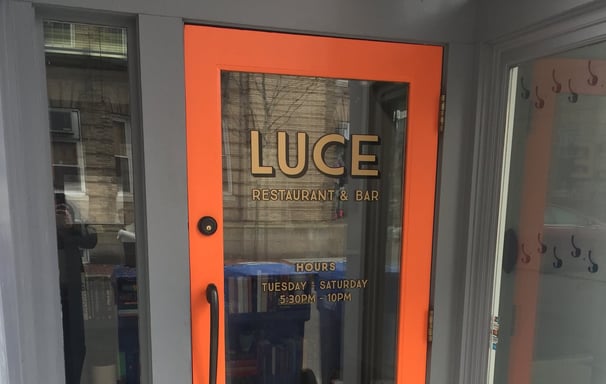 LUCE
RESTAURANT & BAR
HOURS
TUESDAY - SATURDAY
5:30PM - 10PM